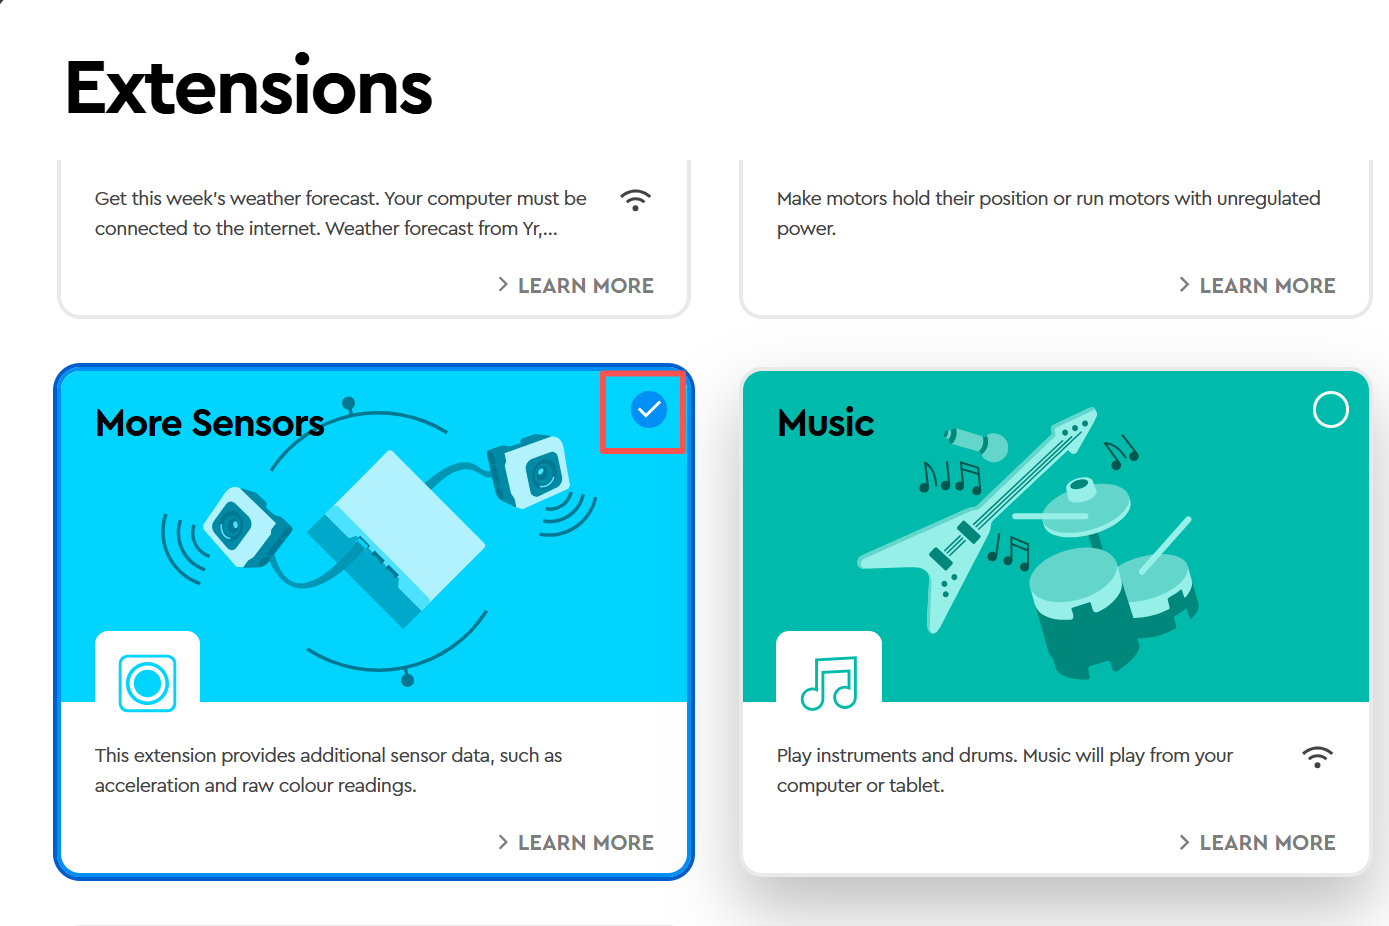 Extensions
Get this week's weather forecast. Your computer must be
connected to the internet. Weather forecast from Yr,...
> LEARN MORE
Make motors hold their position or run motors with unregulated
power.
> LEARN MORE
More Sensors
This extension provides additional sensor data, such as
acceleration and raw colour readings.
> LEARN MORE
Music
Play instruments and drums. Music will play from your
computer or tablet.
> LEARN MORE